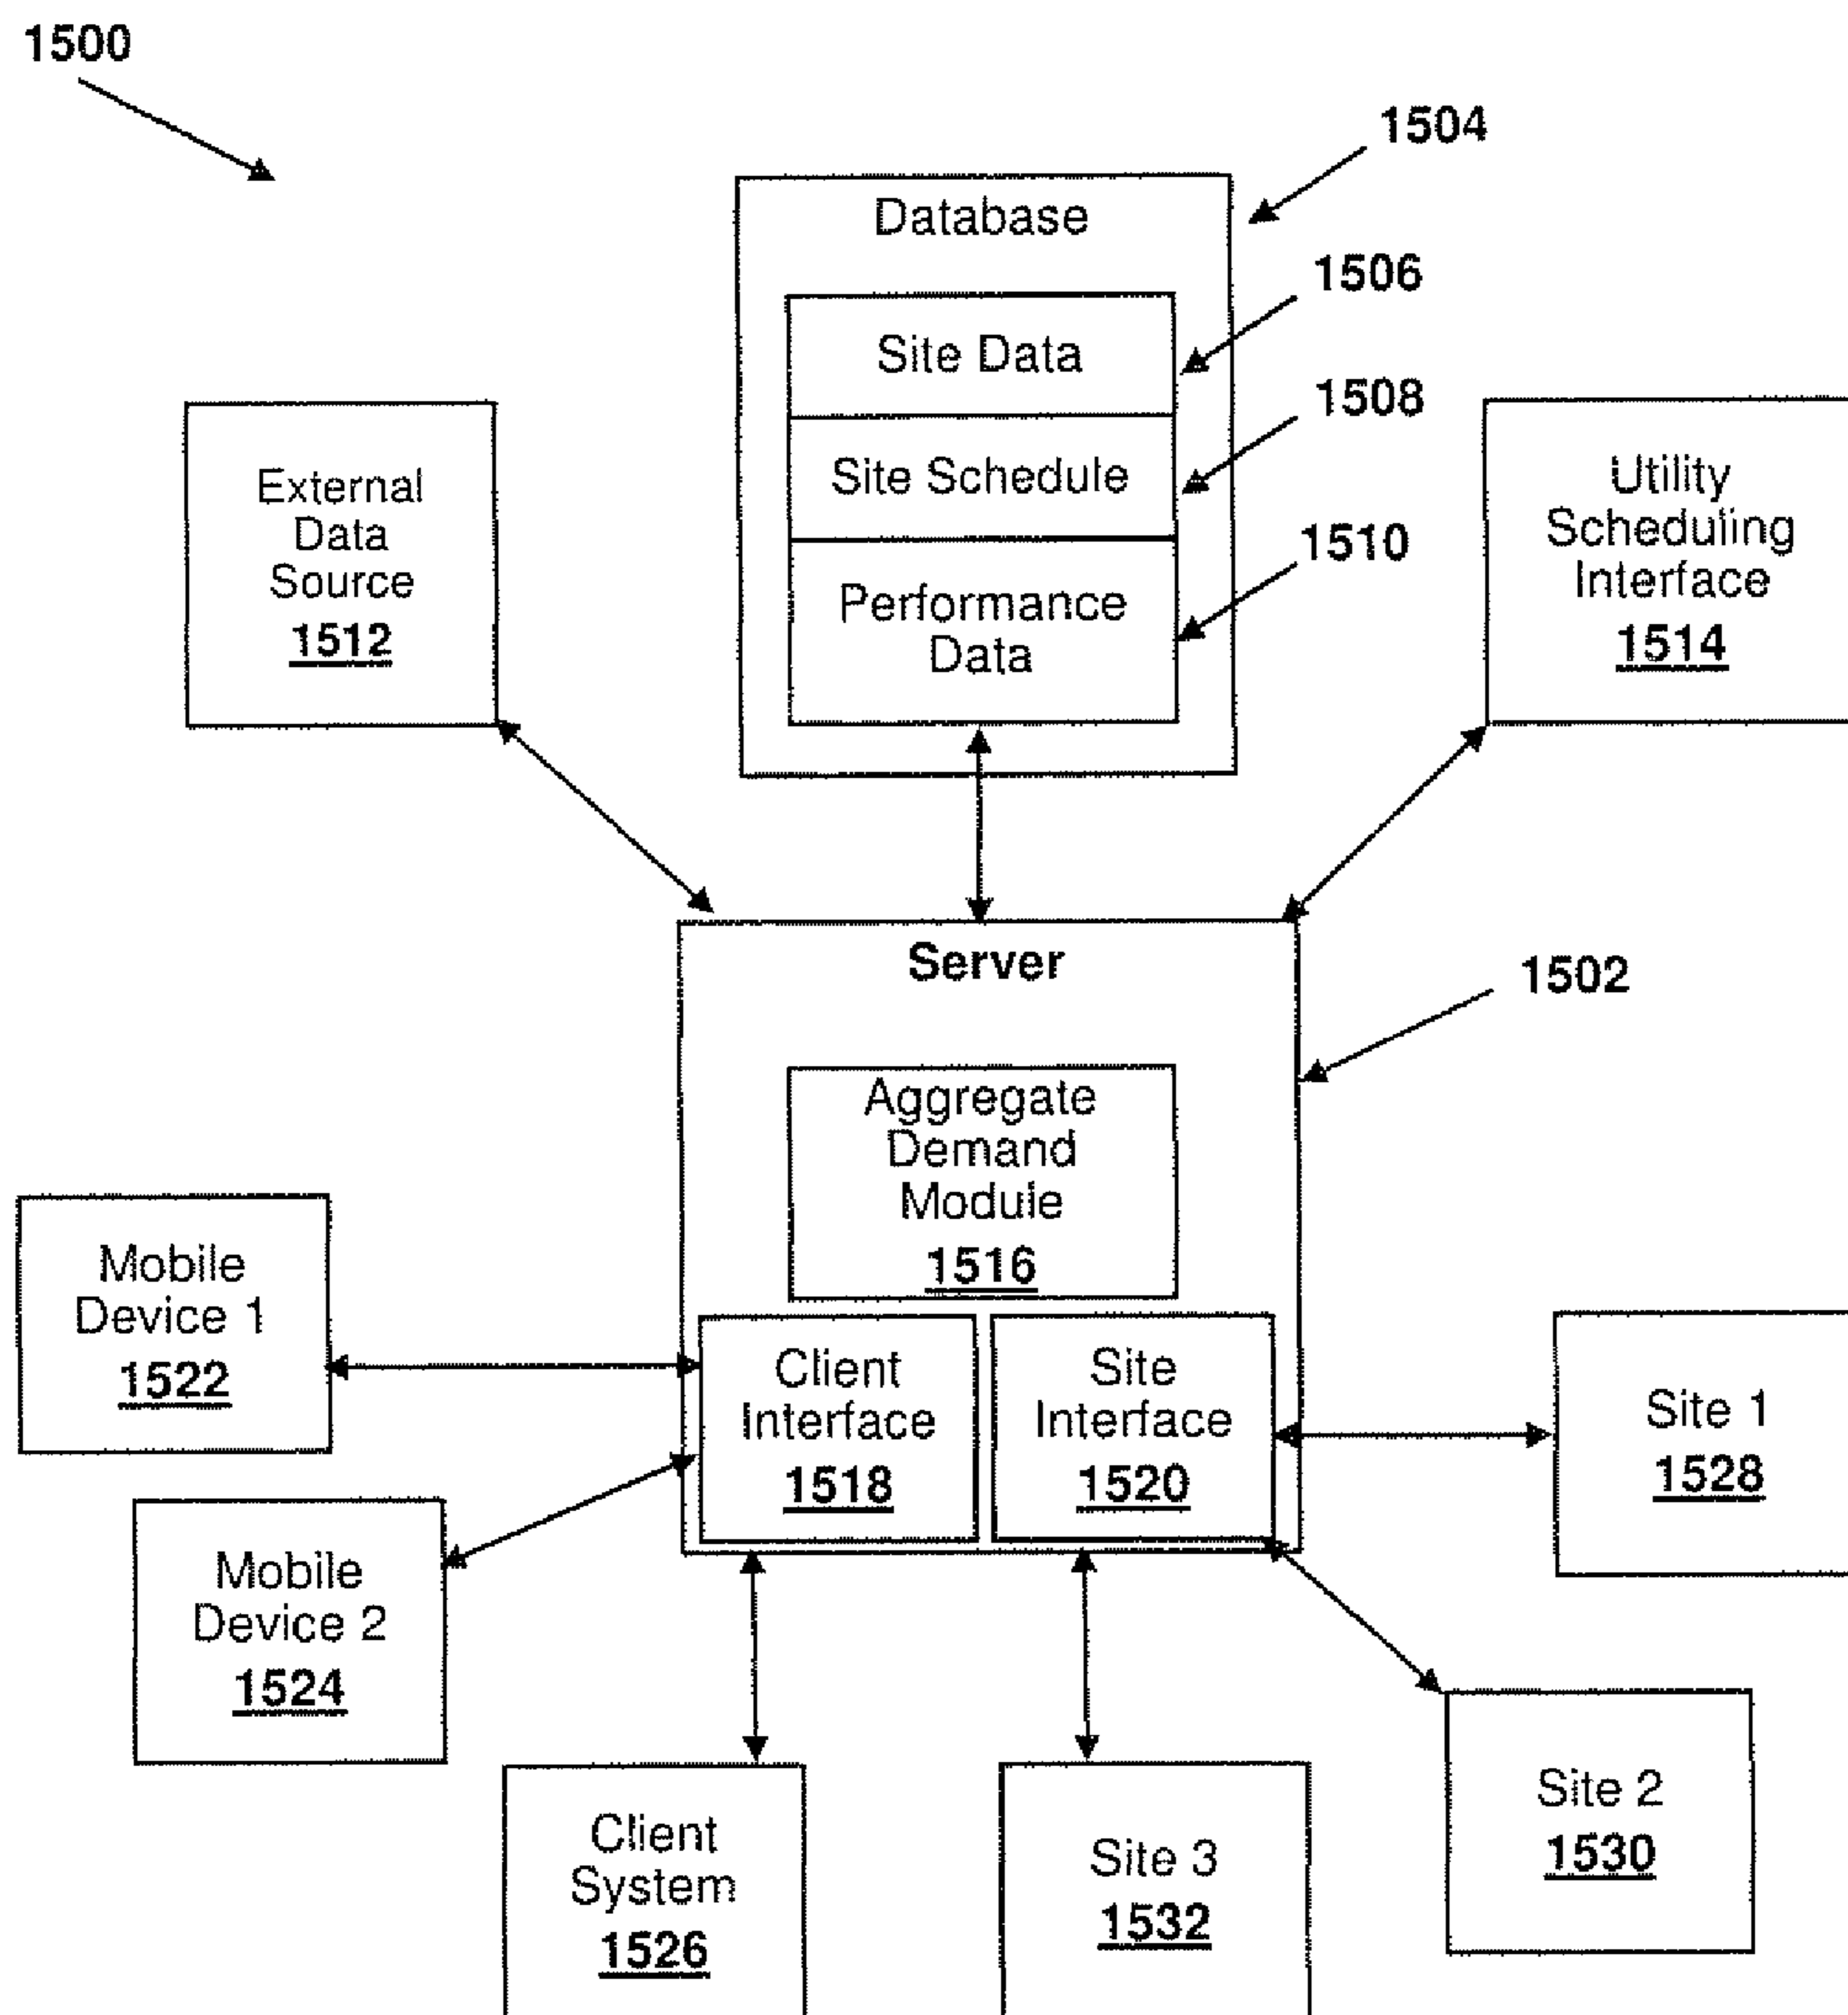 1500
1504
Database
1506
Site Data
1508
Site Schedule
1510
Performance
Data
External
Data
Source
1512
Utility
Scheduling
Interface
1514
Server
1502
Aggregate
Demand
Module
1516
Mobile
Device 1
1522
Client
Interface
1518
Site
Interface
1520
Site 1
1528
Mobile
Device 2
1524
Client
System
1526
Site 3
1532
Site 2
1530